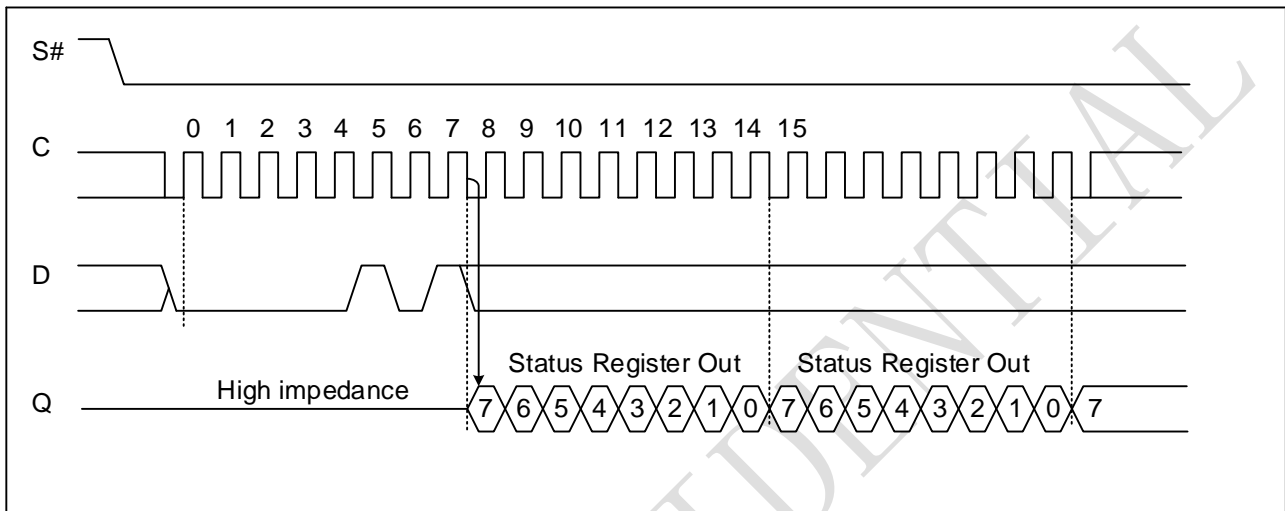 S#
0 1 2 3 4 5 6 7 8 9 10 11 12 13 14 15
C
D
Status Register Out Status Register Out
High impedance
Q
7 6 5 4 3 2 1 0 7 6 5 4 3 2 1 0 7